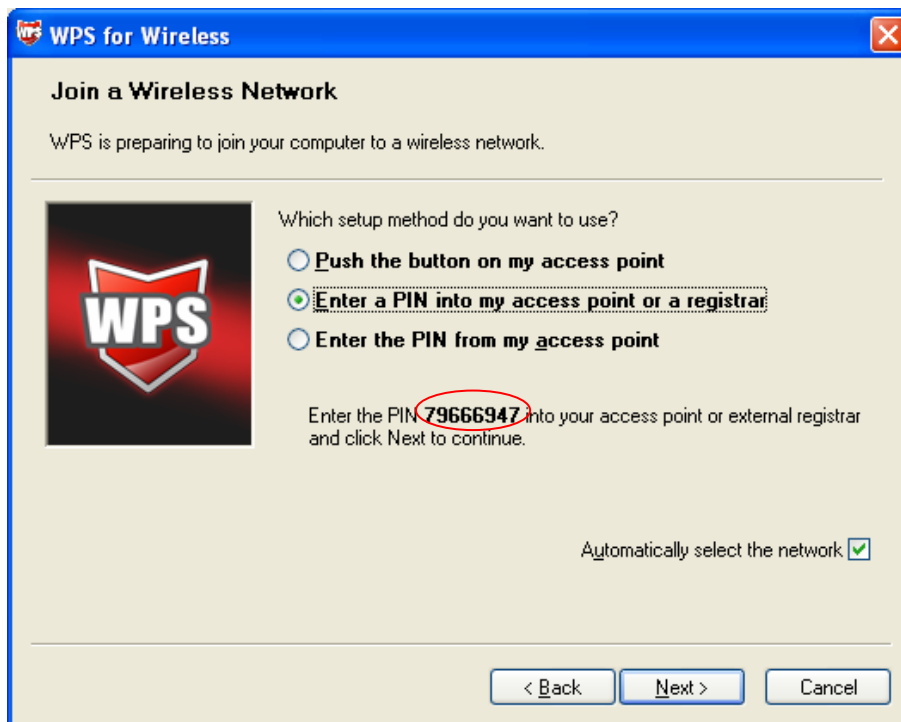 WPS WPS for Wireless
Join a Wireless Network
WPS is preparing to join your computer to a wireless network.
WPS
Which setup method do you want to use?
Push the button on my access point
Enter a PIN into my access point or a registrar
Enter the PIN from my access point
Enter the PIN 79666947 into your access point or external registrar
and click Next to continue.
Automatically select the network
< Back Next > Cancel